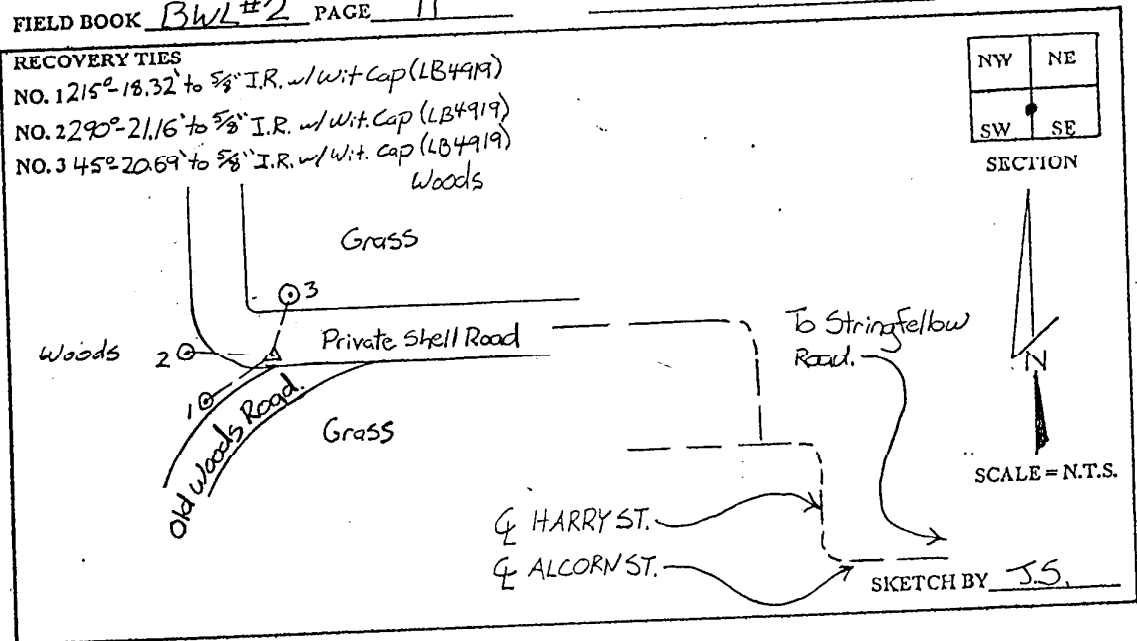 FIELD BOOK BWL#2 PAGE 11
RECOVERY TIES
NO. 1 215°-18.32' to 5/8" I.R. w/ Wit Cap (LB4919)
NO. 2 290°-21.16' to 5/8" I.R. w/ Wit. Cap (LB4919)
NO. 3 45°-20.69' to 5/8" I.R. w/ Wit. Cap (LB4919)
NW NE
SW SE
SECTION
Woods
Grass
3
Private Shell Road
To Stringfellow
Road.
Woods
2
1
Old Woods Road.
Grass
N
SCALE = N.T.S.
℄ HARRY ST.
℄ ALCORN ST.
SKETCH BY J.S.